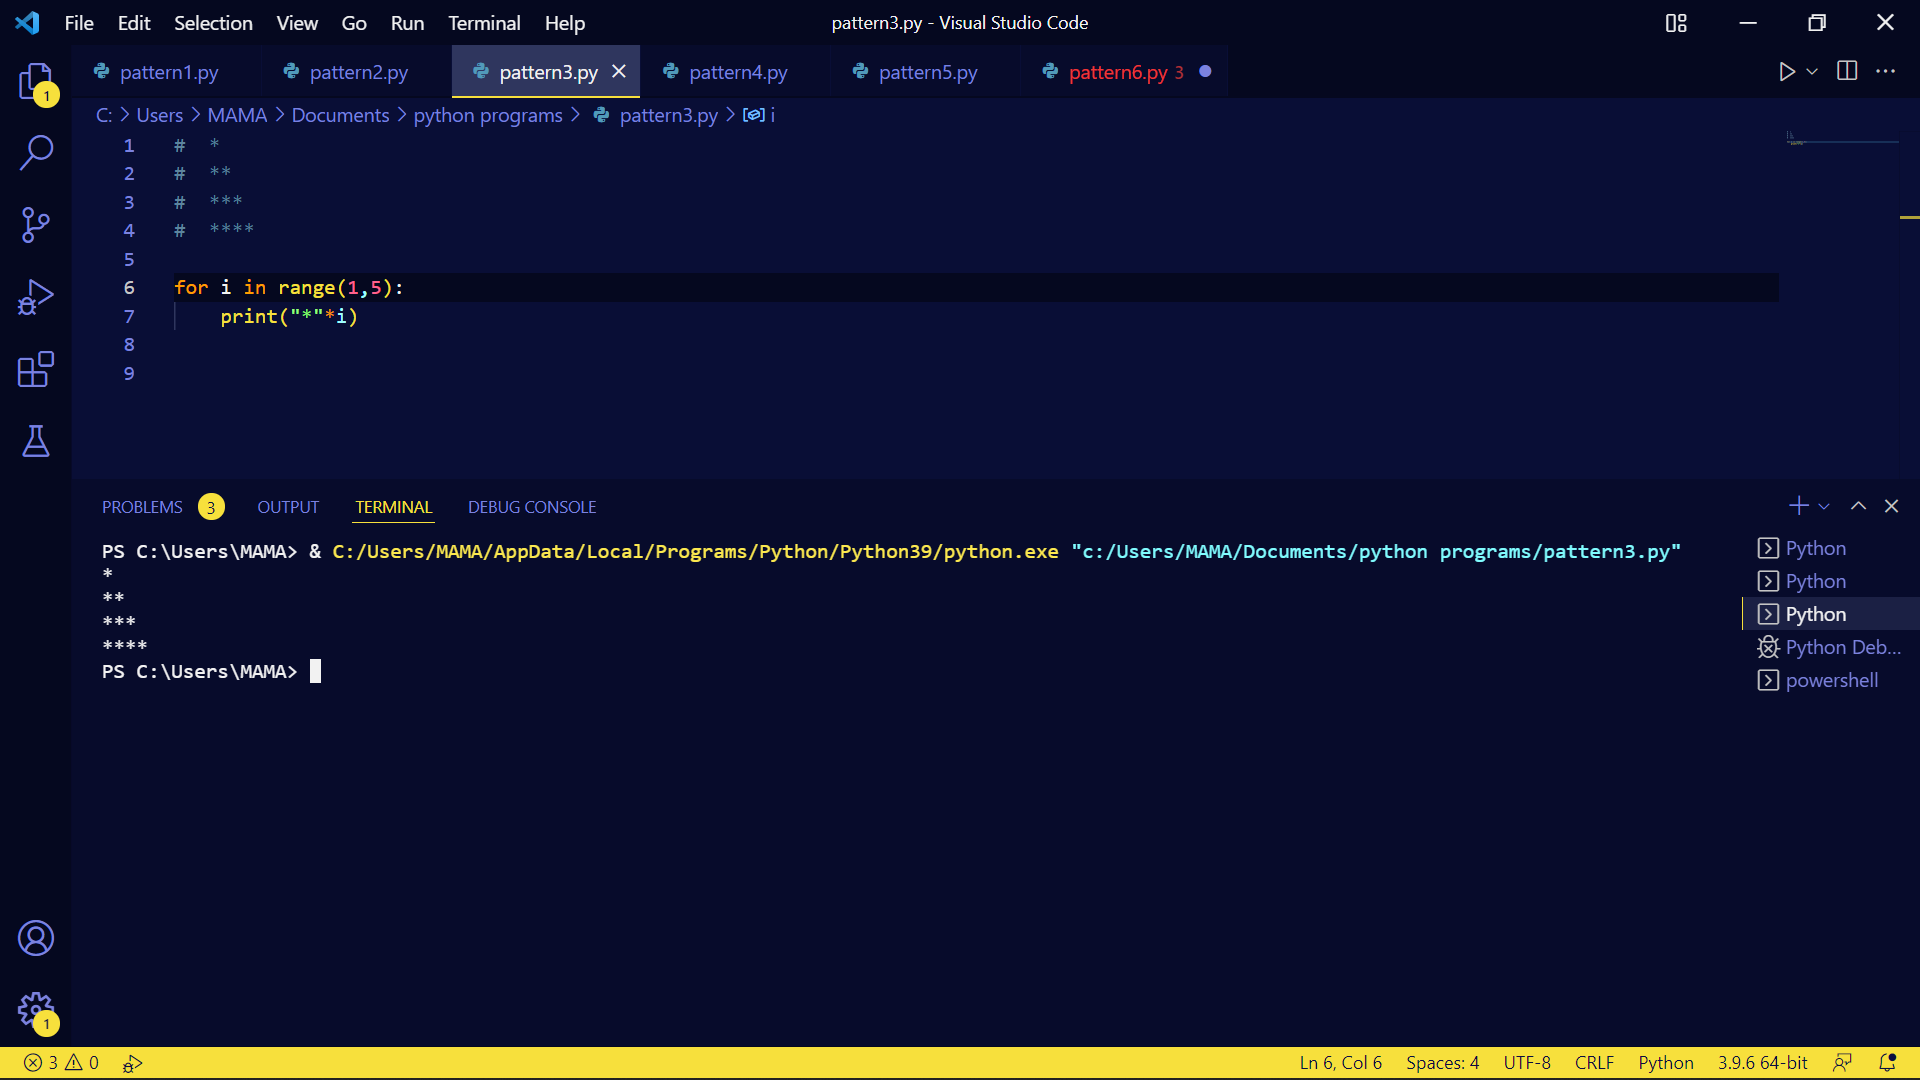 File Edit Selection View Go Run Terminal Help pattern3.py - Visual Studio Code
pattern1.py pattern2.py pattern3.py pattern4.py pattern5.py pattern6.py 3
1
C: > Users > MAMA > Documents > python programs > pattern3.py > i
1 # *
2 # **
3 # ***
4 # ****
5
6 for i in range(1,5):
7 print("*"*i)
8
9
PROBLEMS 3 OUTPUT TERMINAL DEBUG CONSOLE
PS C:\Users\MAMA> & C:/Users/MAMA/AppData/Local/Programs/Python/Python39/python.exe "c:/Users/MAMA/Documents/python programs/pattern3.py"
*
**
***
****
PS C:\Users\MAMA>
Python
Python
Python
Python Deb...
powershell
1
3 0 Ln 6, Col 6 Spaces: 4 UTF-8 CRLF Python 3.9.6 64-bit